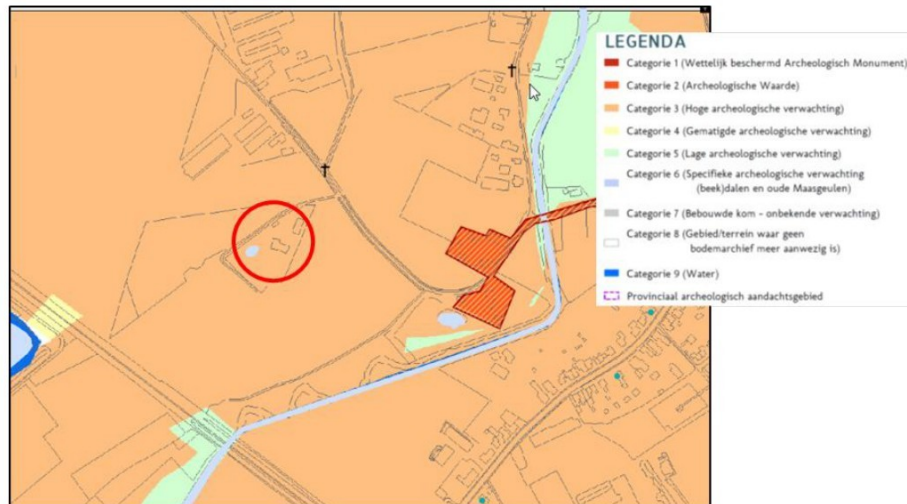 LEGENDA
Categorie 1 (Wettelijk beschermd Archeologisch Monument)
Categorie 2 (Archeologische Waarde)
Categorie 3 (Hoge archeologische verwachting)
Categorie 4 (Gematigde archeologische verwachting)
Categorie 5 (Lage archeologische verwachting)
Categorie 6 (Specifieke archeologische verwachting
(beek)dalen en oude Maasgeulen)
Categorie 7 (Bebouwde kom - onbekende verwachting)
Categorie 8 (Gebied/terrein waar geen
bodemarchief meer aanwezig is)
Categorie 9 (Water)
Provinciaal archeologisch aandachtsgebied